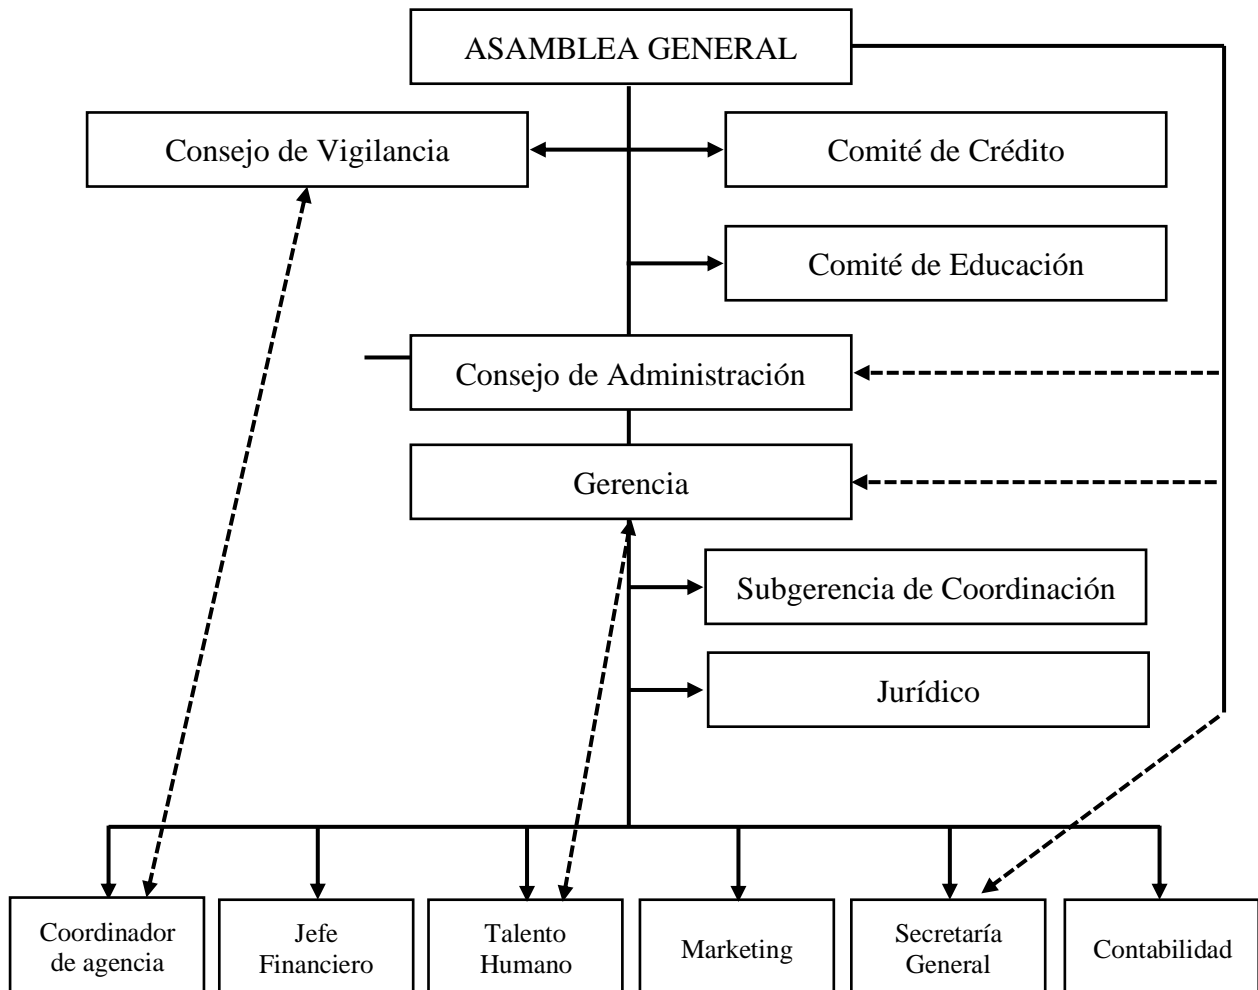 ASAMBLEA GENERAL
Consejo de Vigilancia
Comité de Crédito
Comité de Educación
Consejo de Administración
Gerencia
Subgerencia de Coordinación
Jurídico
Coordinador
de agencia
Jefe
Financiero
Talento
Humano
Marketing
Secretaría
General
Contabilidad